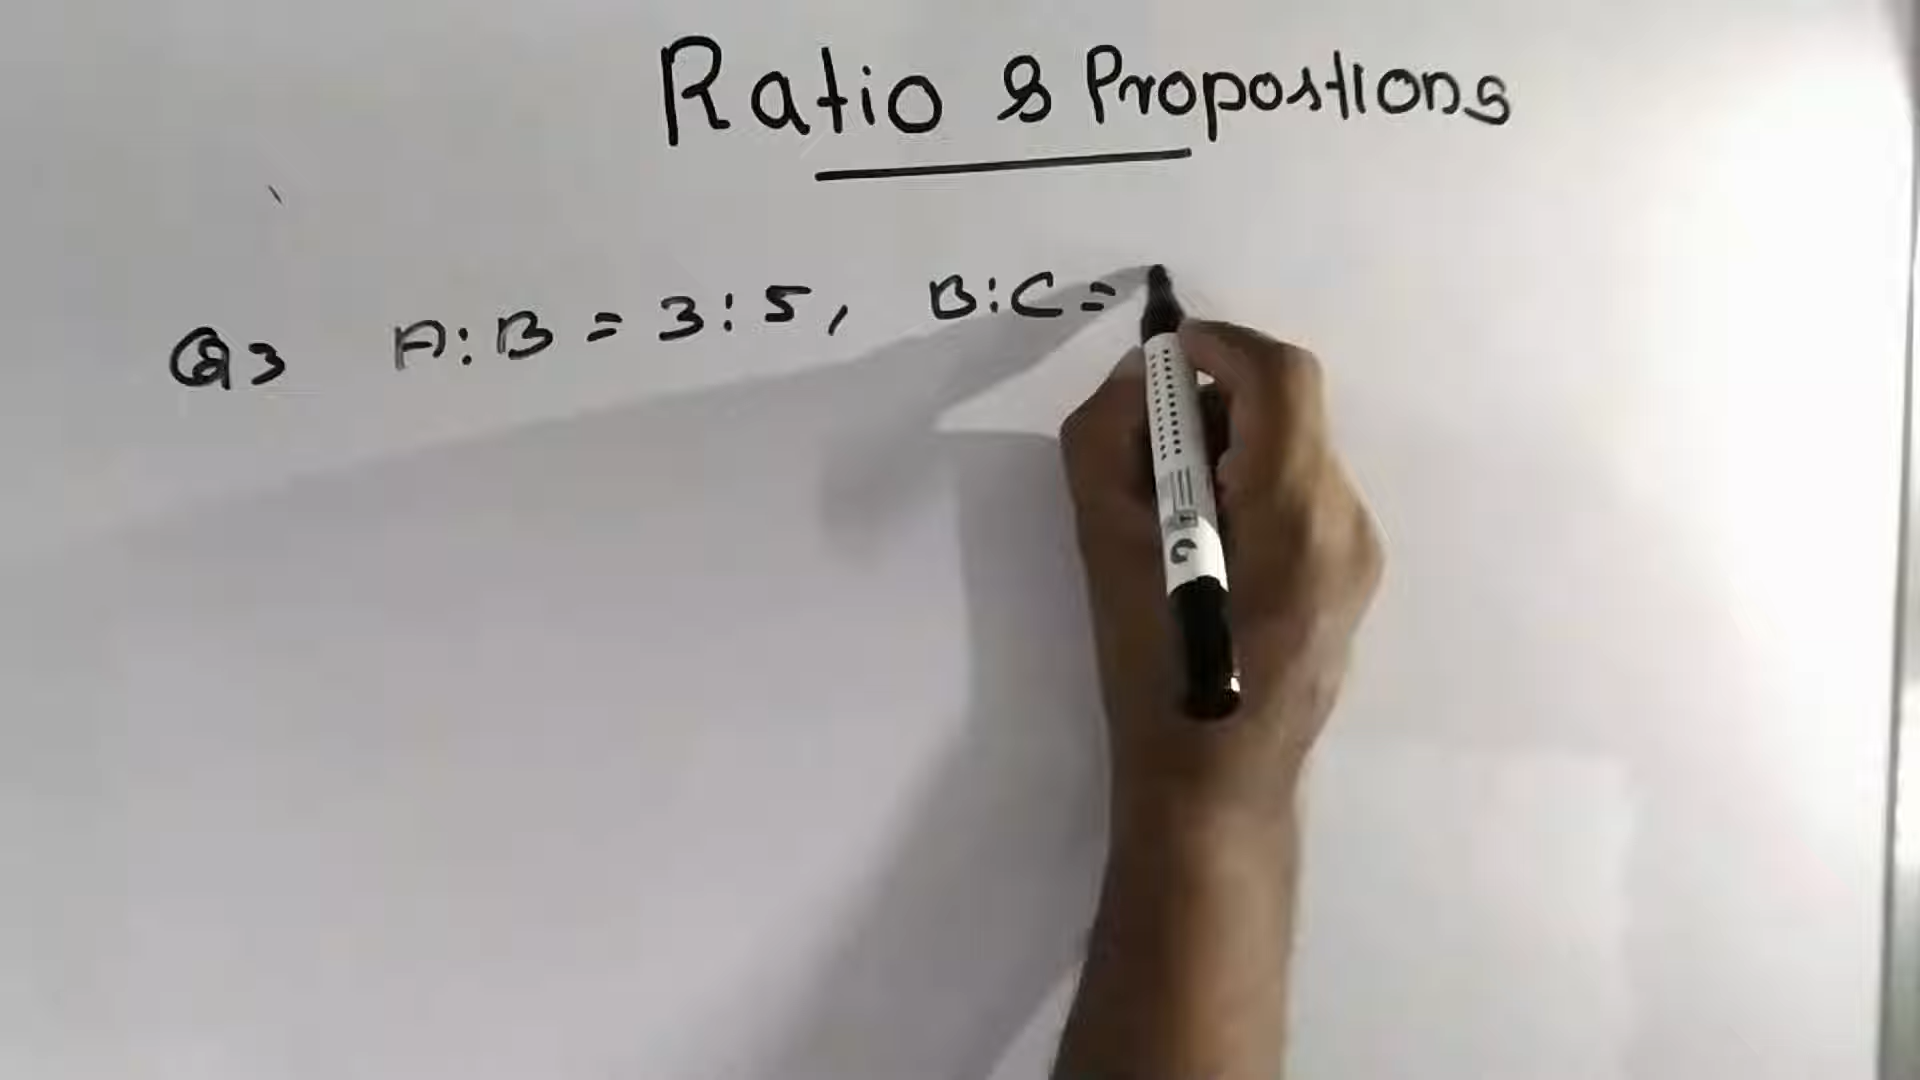 Ratio & Propostions
Q3 A:B = 3:5, B:C=